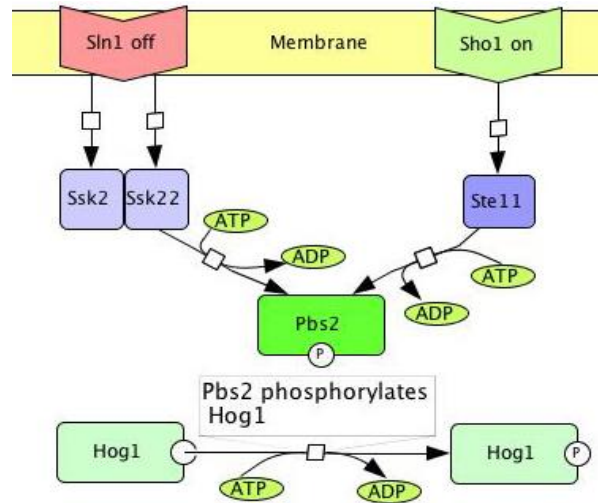 Sln1 off
Membrane
Sho1 on
Ssk2
Ssk22
Ste11
ATP
ADP
ATP
ADP
Pbs2
P
Pbs2 phosphorylates
Hog1
Hog1
Hog1
P
ATP
ADP